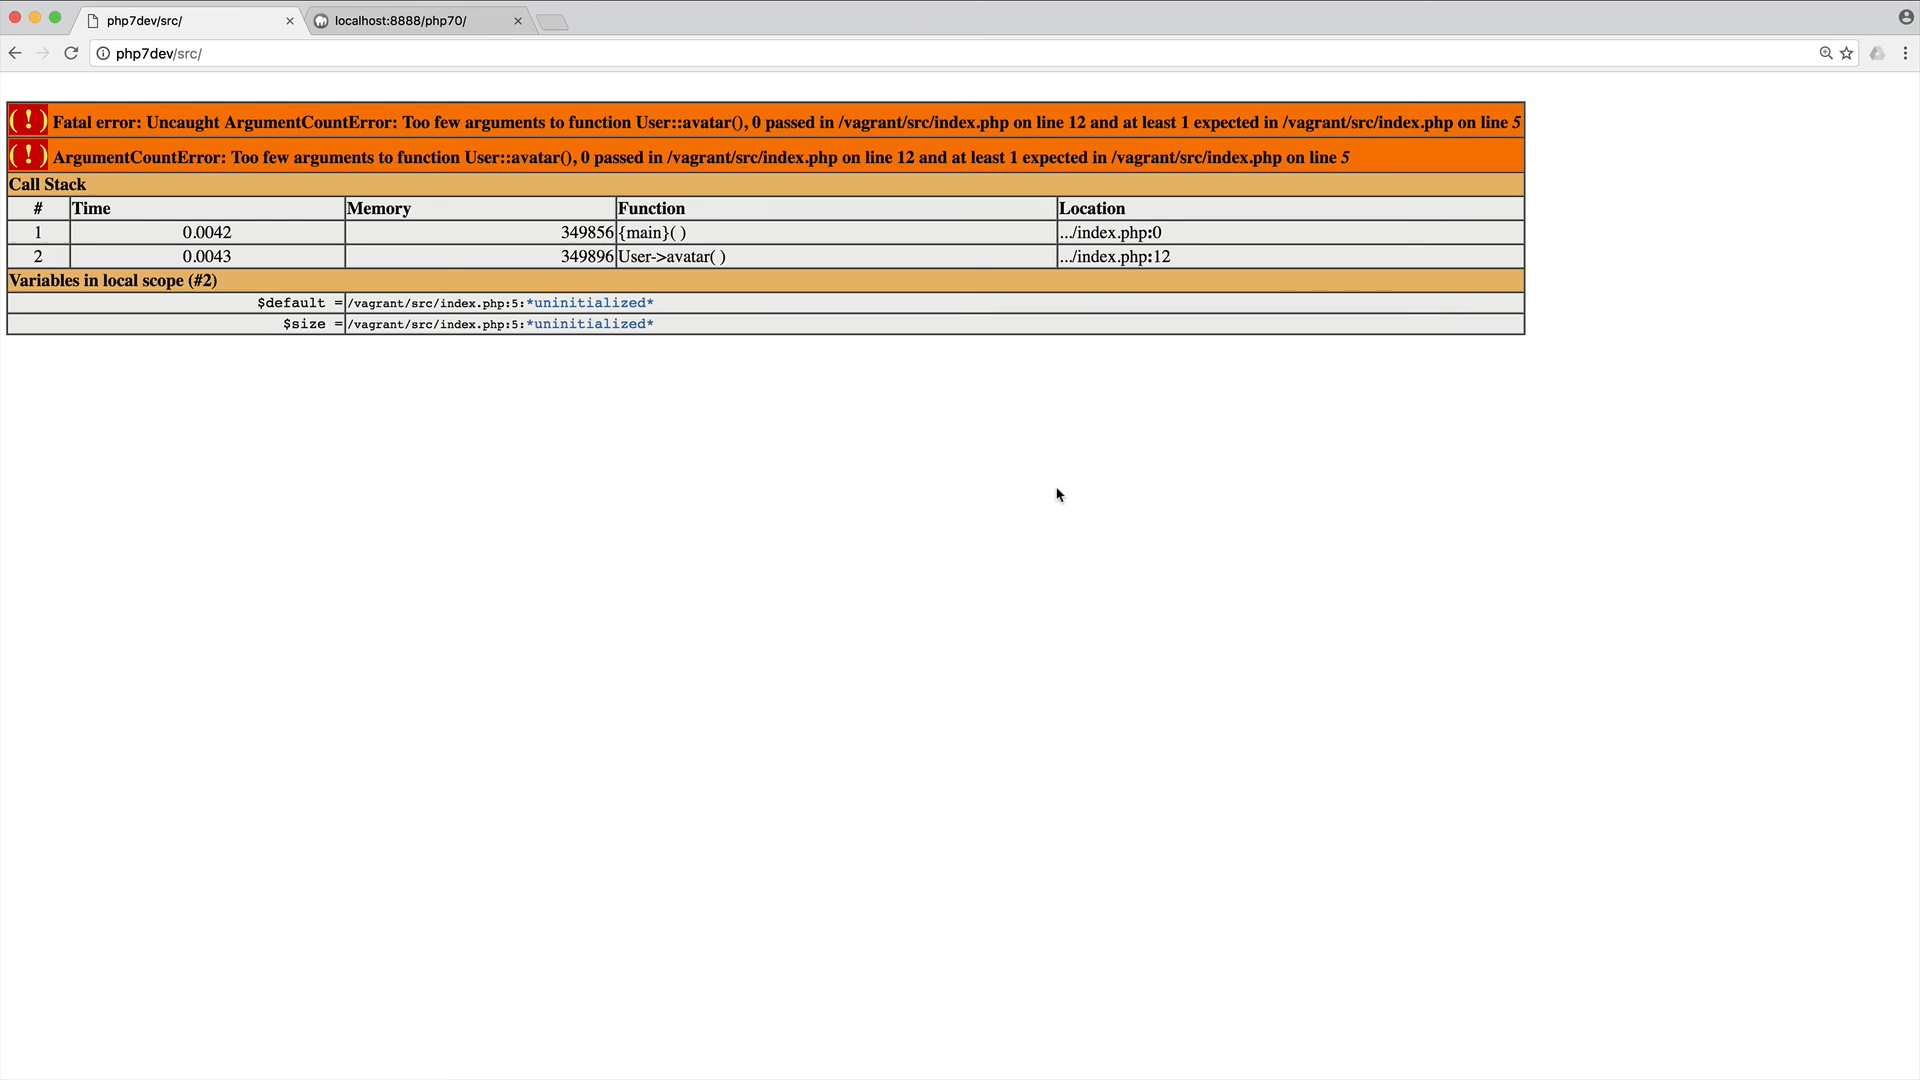 php7dev/src/
localhost:8888/php70/
php7dev/src/
( ! ) Fatal error: Uncaught ArgumentCountError: Too few arguments to function User::avatar(), 0 passed in /vagrant/src/index.php on line 12 and at least 1 expected in /vagrant/src/index.php on line 5
( ! ) ArgumentCountError: Too few arguments to function User::avatar(), 0 passed in /vagrant/src/index.php on line 12 and at least 1 expected in /vagrant/src/index.php on line 5
Call Stack
# Time Memory Function Location
1 0.0042 349856 {main}( ) .../index.php:0
2 0.0043 349896 User->avatar( ) .../index.php:12
Variables in local scope (#2)
$default = /vagrant/src/index.php:5:*uninitialized*
$size = /vagrant/src/index.php:5:*uninitialized*